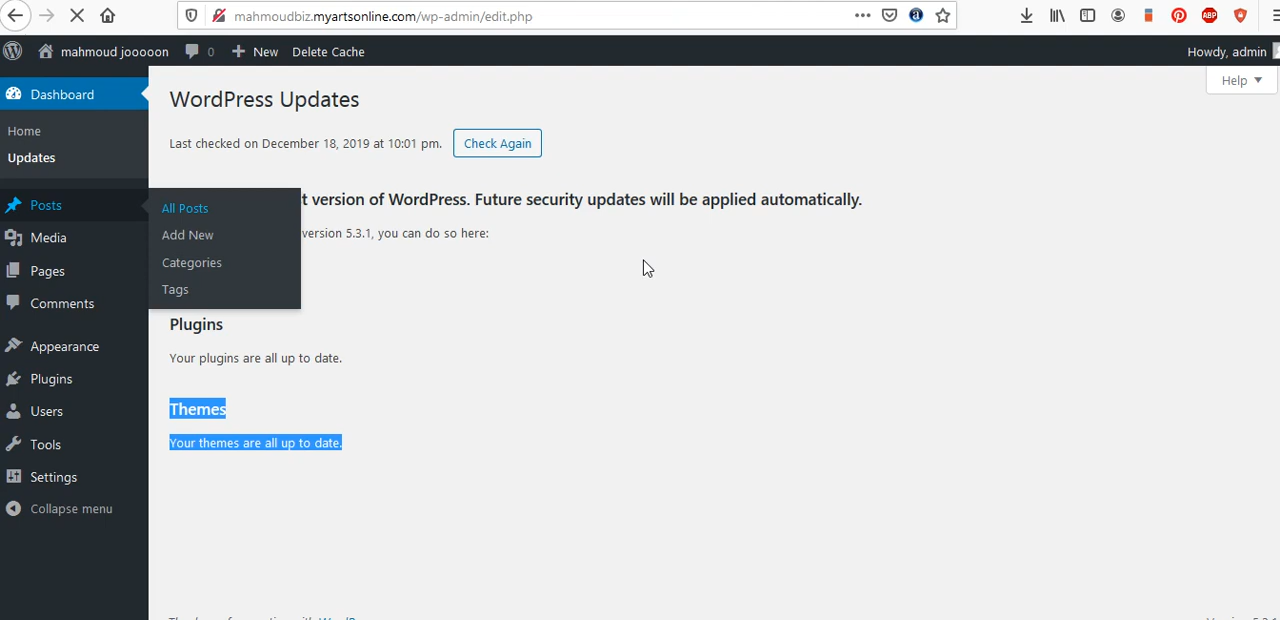 mahmoudbiz.myartsonline.com/wp-admin/edit.php
ABP
mahmoud jooooon 0 New Delete Cache Howdy, admin
Help
Dashboard
Home
Updates
Posts
Media
Pages
Comments
Appearance
Plugins
Users
Tools
Settings
Collapse menu
All Posts
Add New
Categories
Tags
WordPress Updates
Last checked on December 18, 2019 at 10:01 pm. Check Again
t version of WordPress. Future security updates will be applied automatically.
version 5.3.1, you can do so here:
Plugins
Your plugins are all up to date.
Themes
Your themes are all up to date.